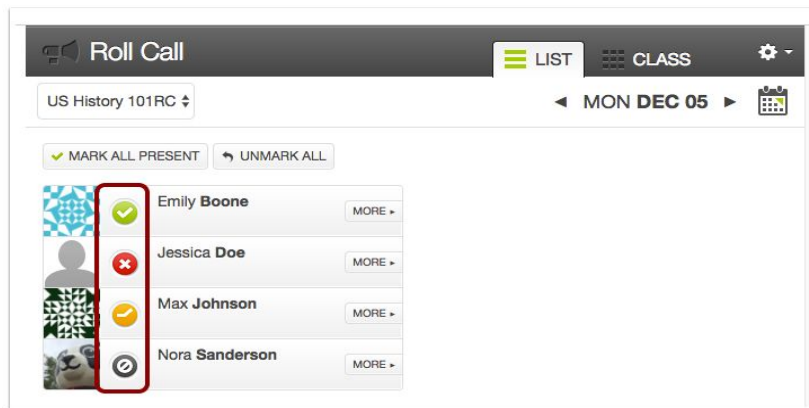 Roll Call
LIST
CLASS
US History 101RC
MON DEC 05
MARK ALL PRESENT
UNMARK ALL
Emily Boone
MORE
Jessica Doe
MORE
Max Johnson
MORE
Nora Sanderson
MORE